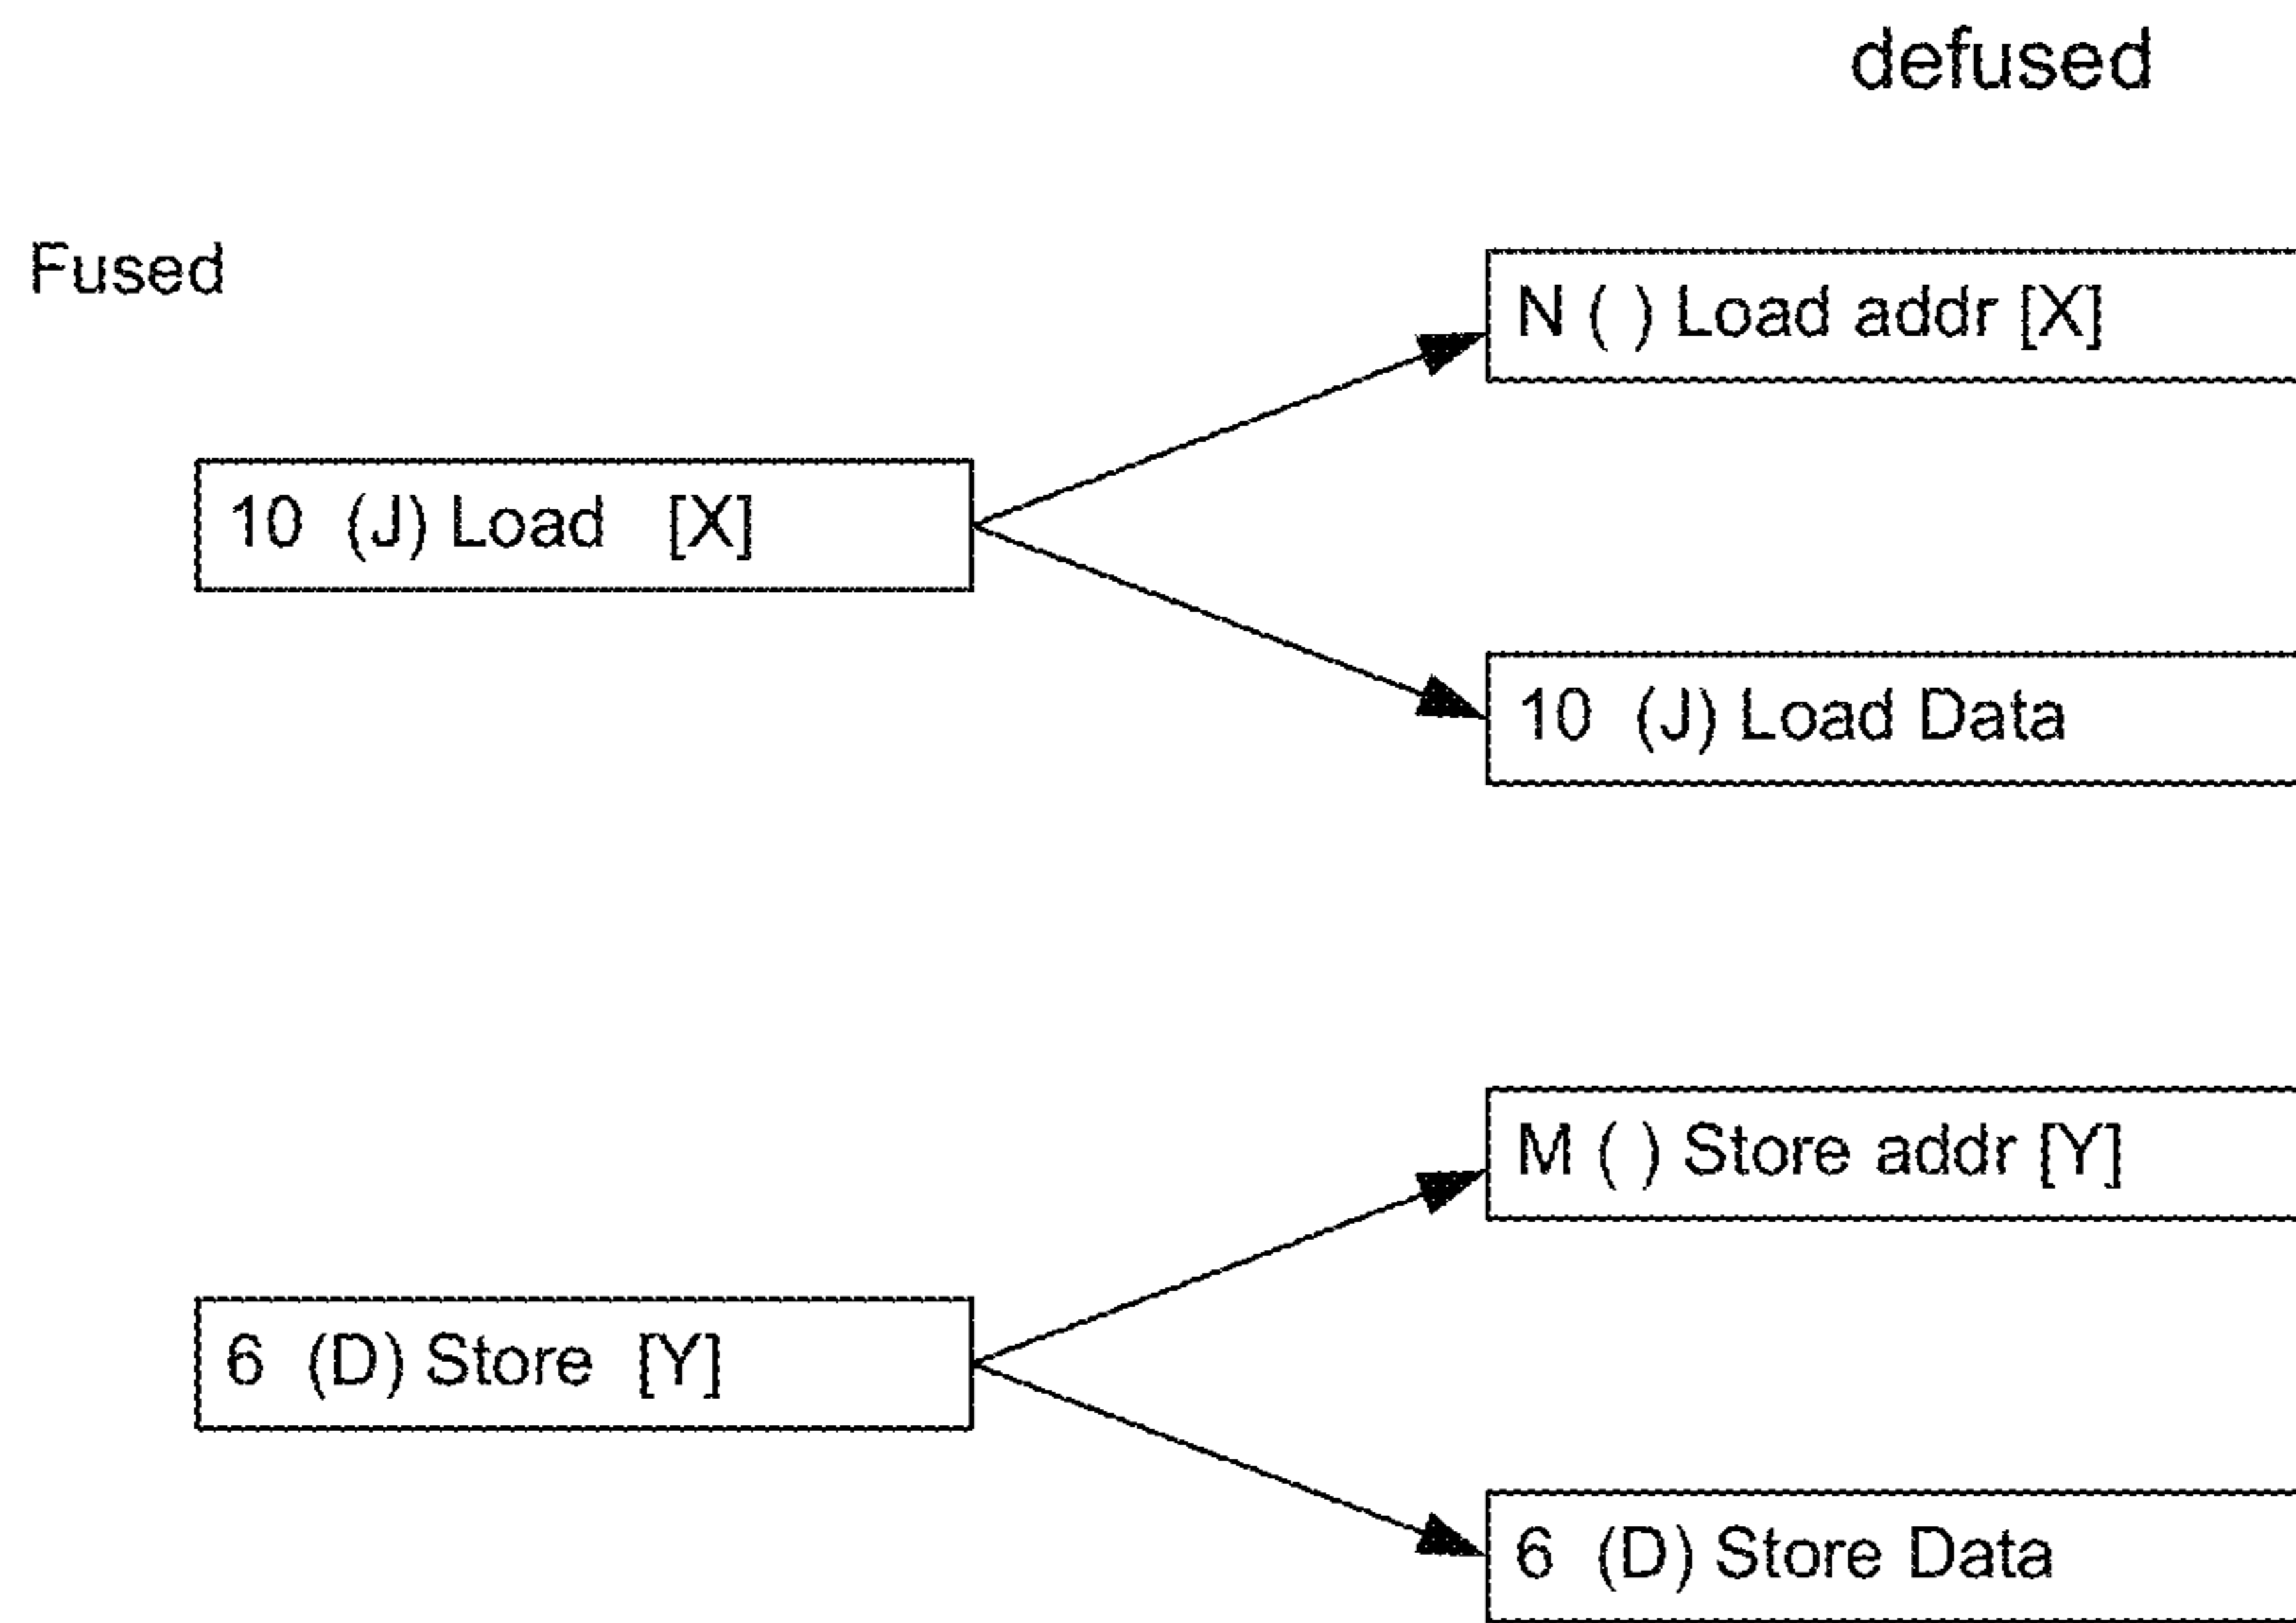 defused
Fused
N ( ) Load addr [X]
10 (J) Load [X]
10 (J) Load Data
M ( ) Store addr [Y]
6 (D) Store [Y]
6 (D) Store Data